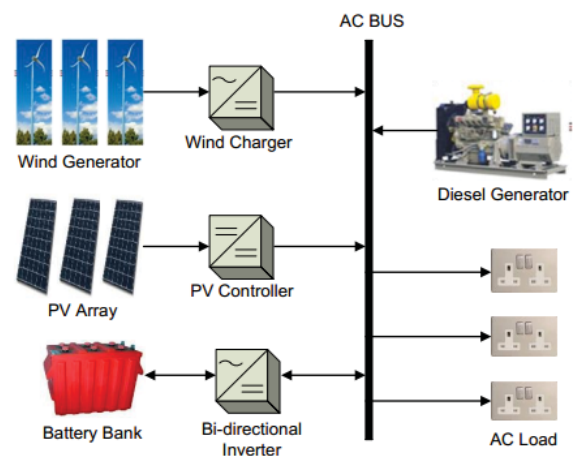 AC BUS
Wind Generator
Wind Charger
Diesel Generator
PV Array
PV Controller
Battery Bank
Bi-directional
Inverter
AC Load